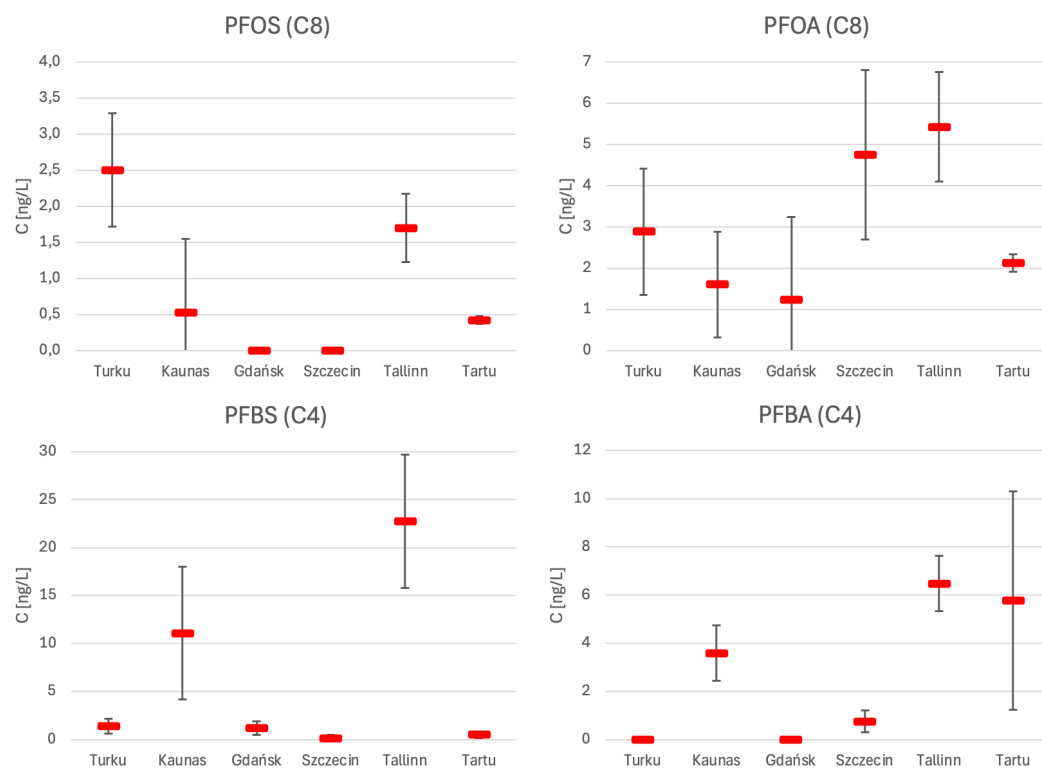 PFOS (C8)
4,0
3,5
3,0
2,5
2,0
1,5
1,0
0,5
0,0
C [ng/L]
Turku Kaunas Gdańsk Szczecin Tallinn Tartu
PFOA (C8)
7
6
5
4
3
2
1
0
C [ng/L]
Turku Kaunas Gdańsk Szczecin Tallinn Tartu
PFBS (C4)
30
25
20
15
10
5
0
C [ng/L]
Turku Kaunas Gdańsk Szczecin Tallinn Tartu
PFBA (C4)
12
10
8
6
4
2
0
C [ng/L]
Turku Kaunas Gdańsk Szczecin Tallinn Tartu